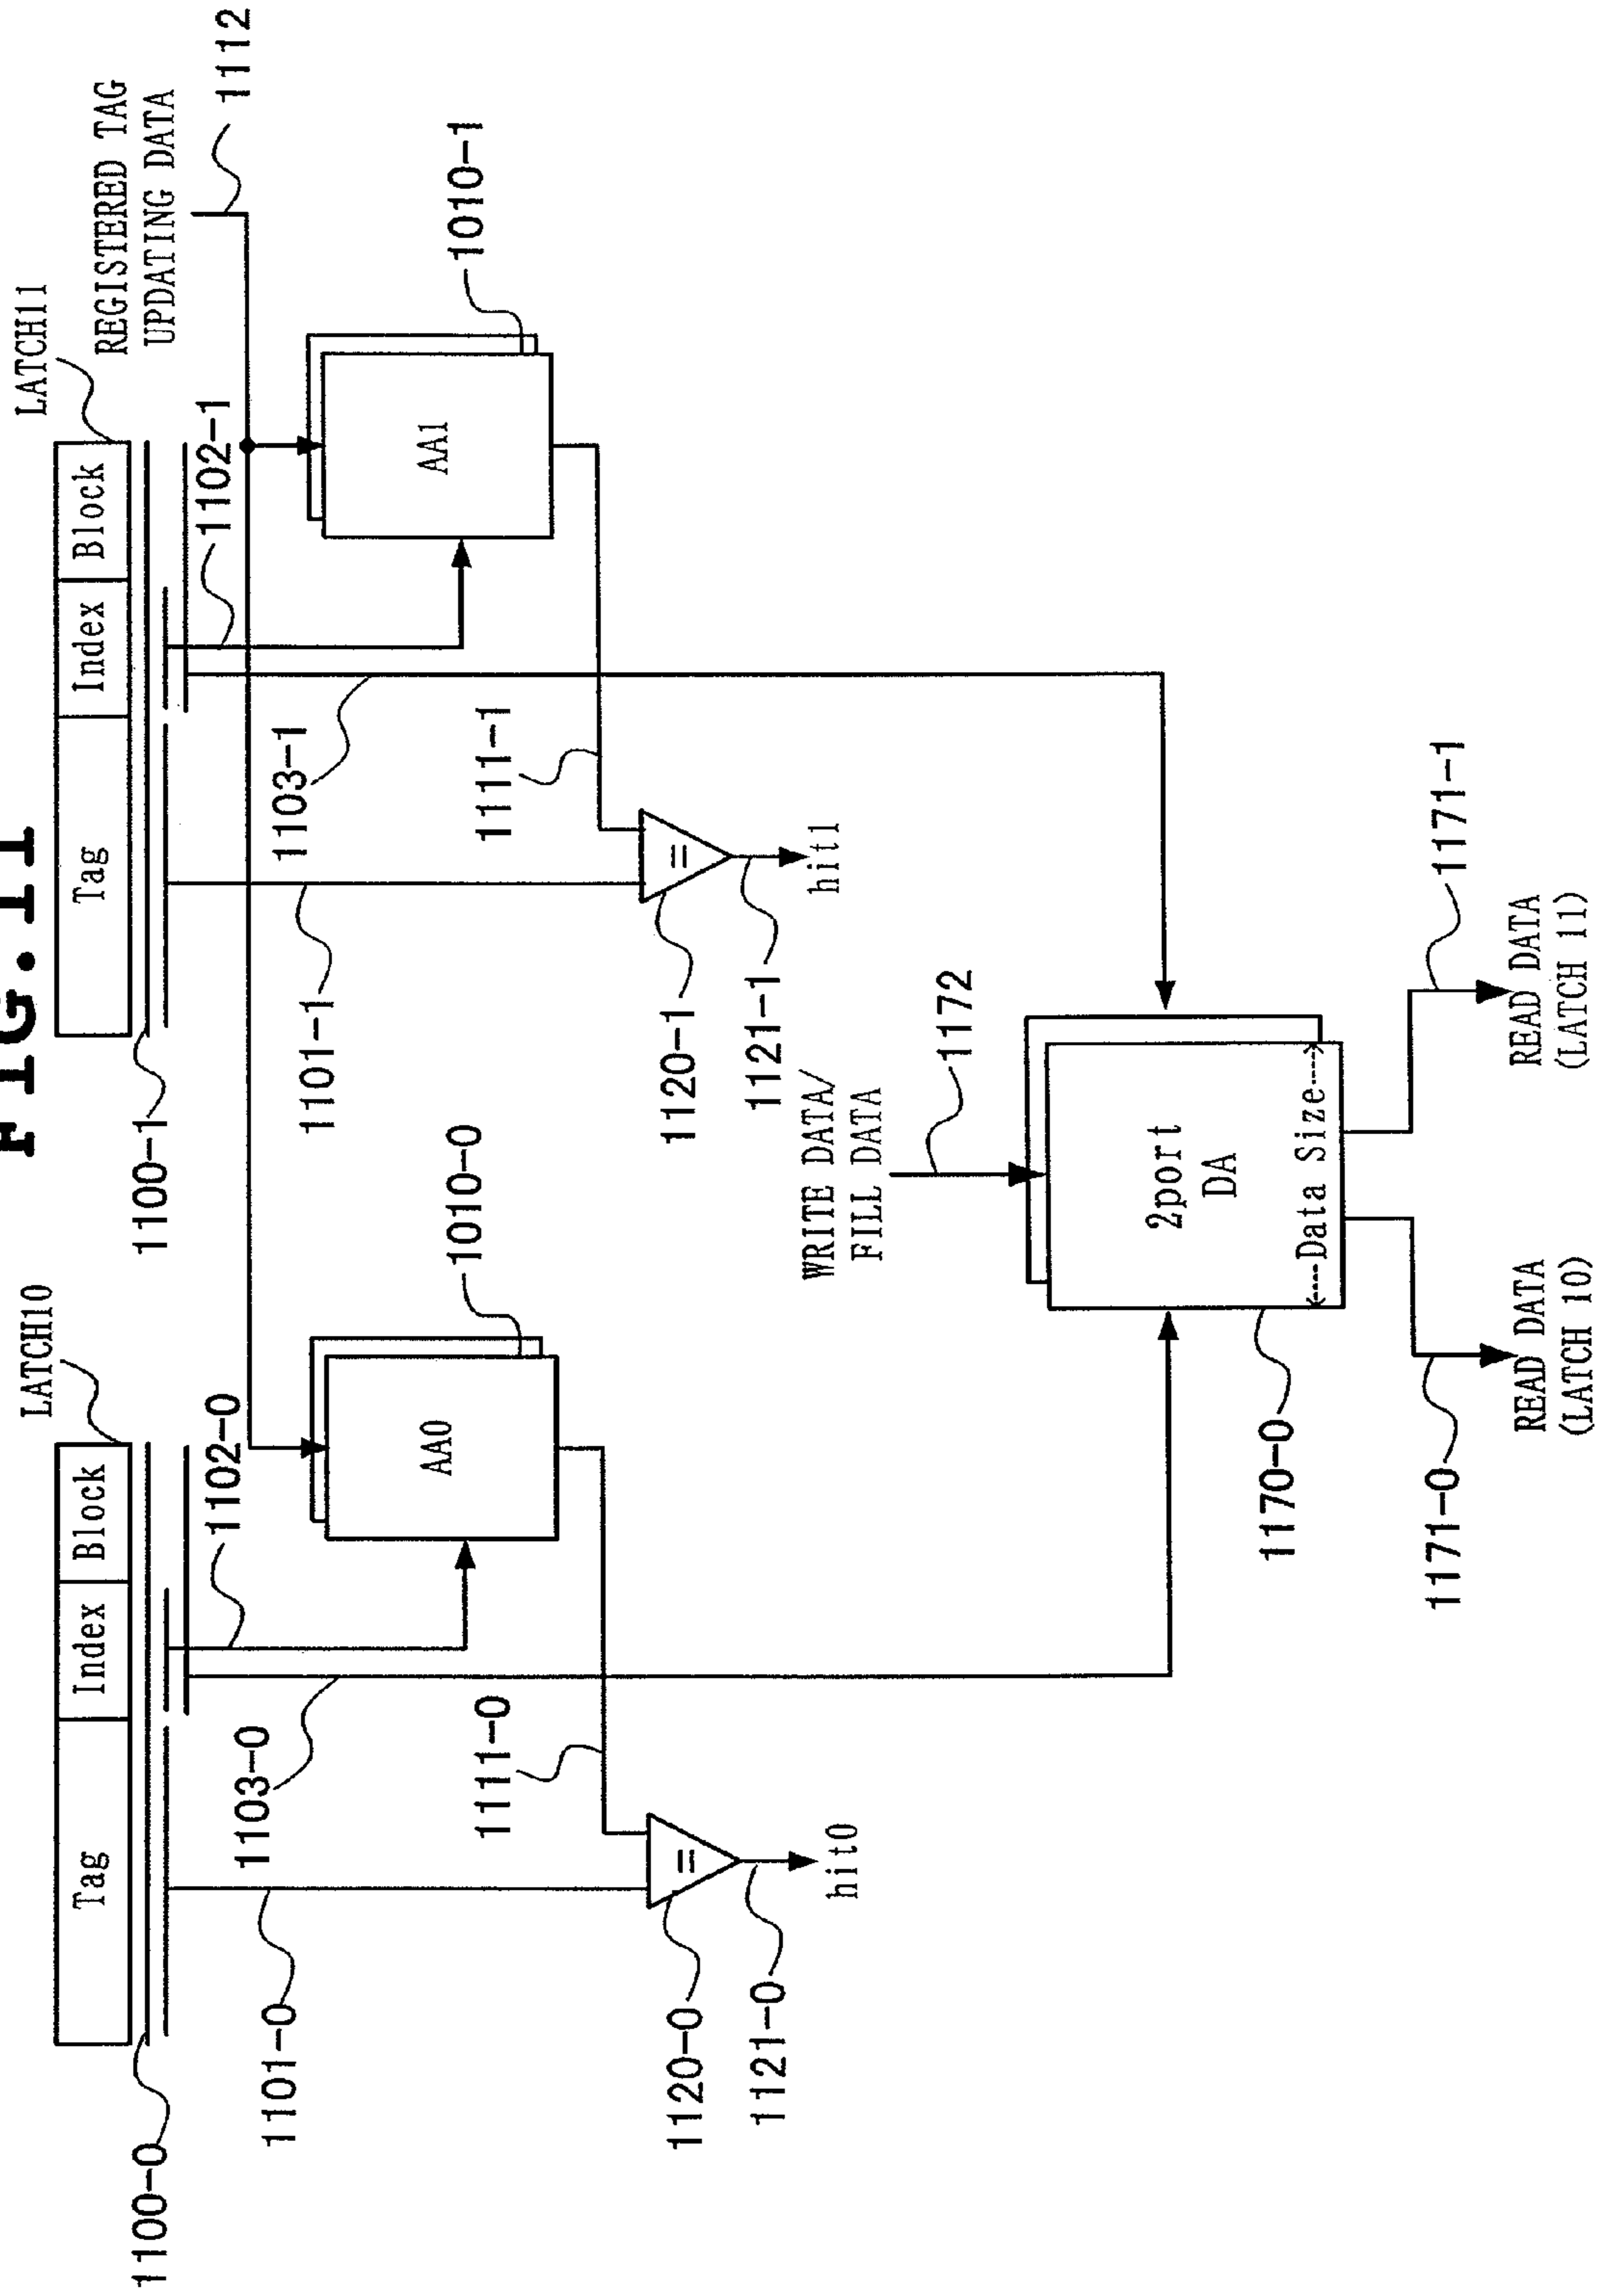 FIG.11
LATCH10
LATCH11
REGISTERED TAG
UPDATING DATA
1112
Tag
Index
Block
Tag
Index
Block
1100-0
1100-1
1102-0
1102-1
1101-0
1103-0
1101-1
1103-1
AA0
1010-0
AA1
1010-1
1111-0
1111-1
=
=
1120-0
1120-1
1121-0
1121-1
hit0
hit1
WRITE DATA/
FILL DATA
1172
2port
DA
<---Data Size--->
1170-0
1171-0
1171-1
READ DATA
(LATCH 10)
READ DATA
(LATCH 11)